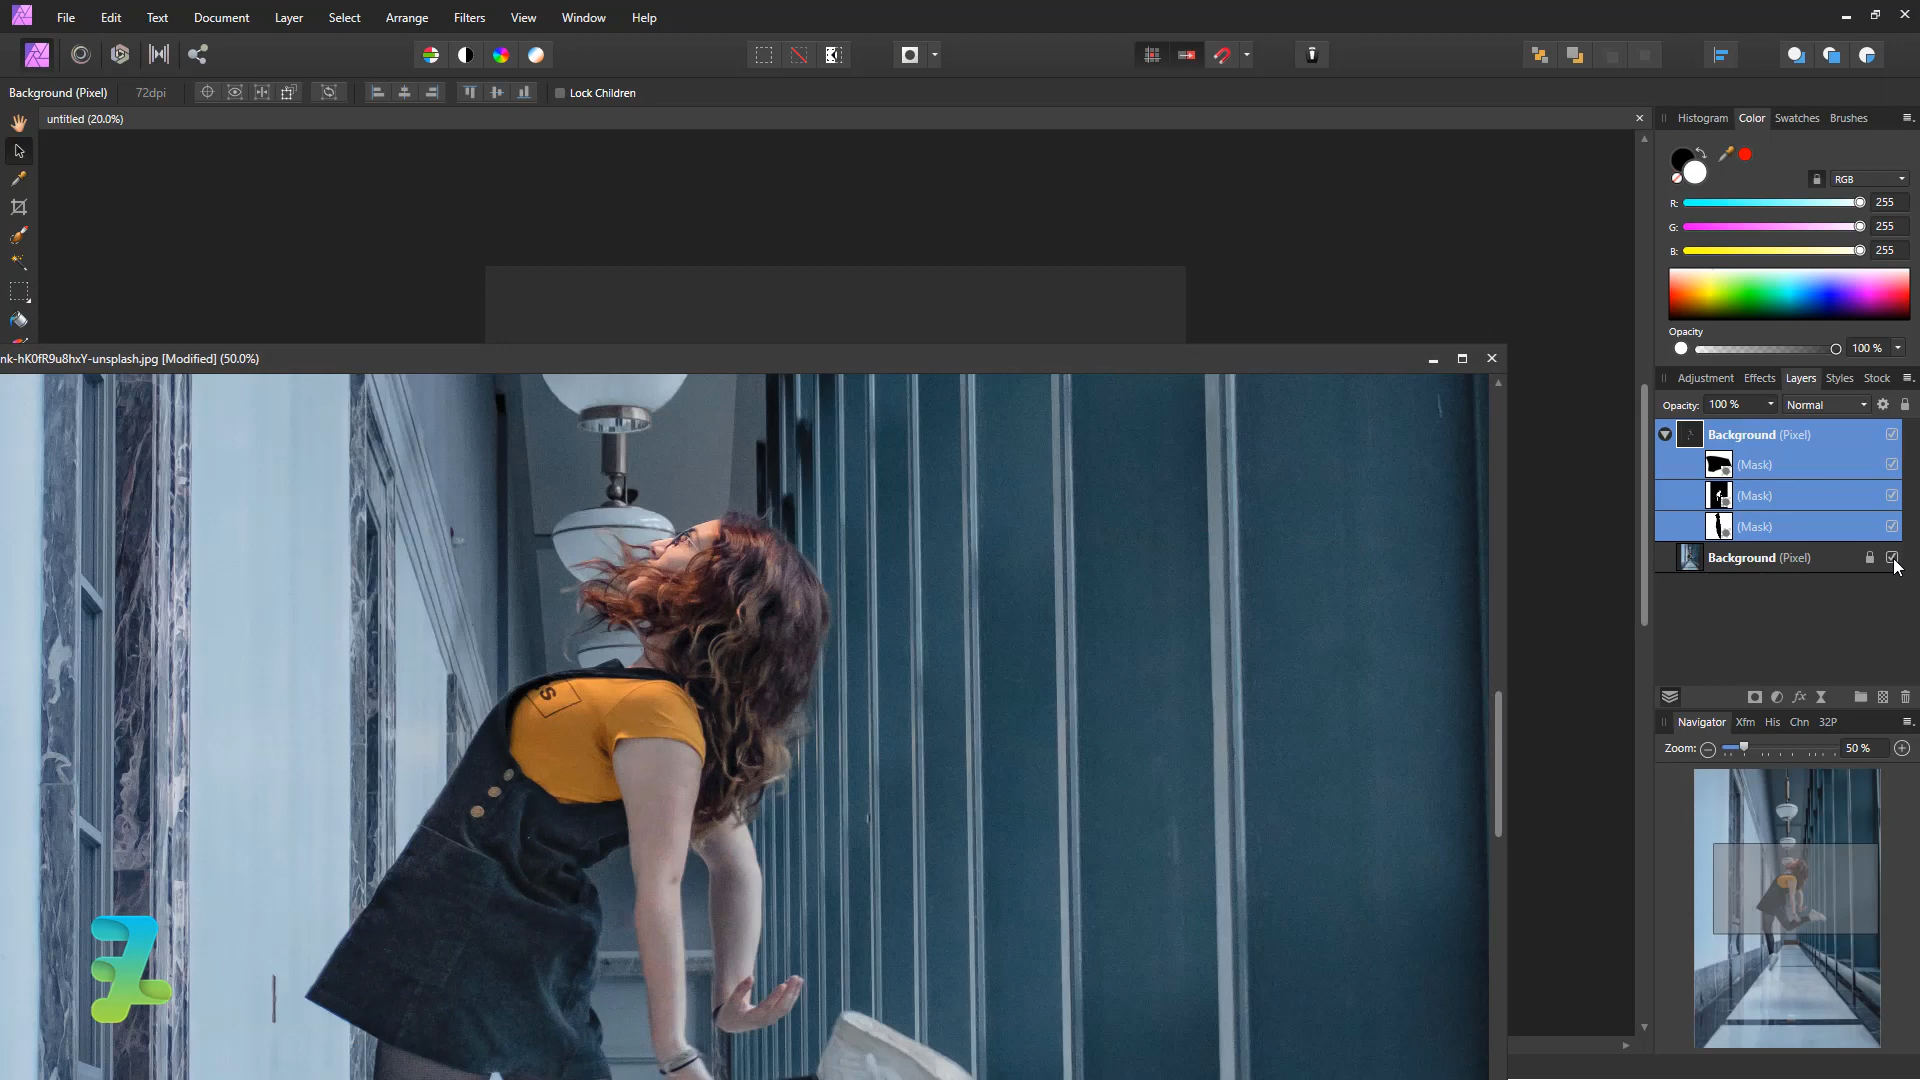 File Edit Text Document Layer Select Arrange Filters View Window Help
Background (Pixel) 72dpi Lock Children
untitled (20.0%)
Histogram Color Swatches Brushes
RGB
R: 255
G: 255
B: 255
Opacity
100 %
nk-hK0fR9u8hxY-unsplash.jpg [Modified] (50.0%)
Adjustment Effects Layers Styles Stock
Opacity: 100 % Normal
Background (Pixel)
(Mask)
(Mask)
(Mask)
Background (Pixel)
fx
Navigator Xfm His Chn 32P
Zoom: 50 %
S